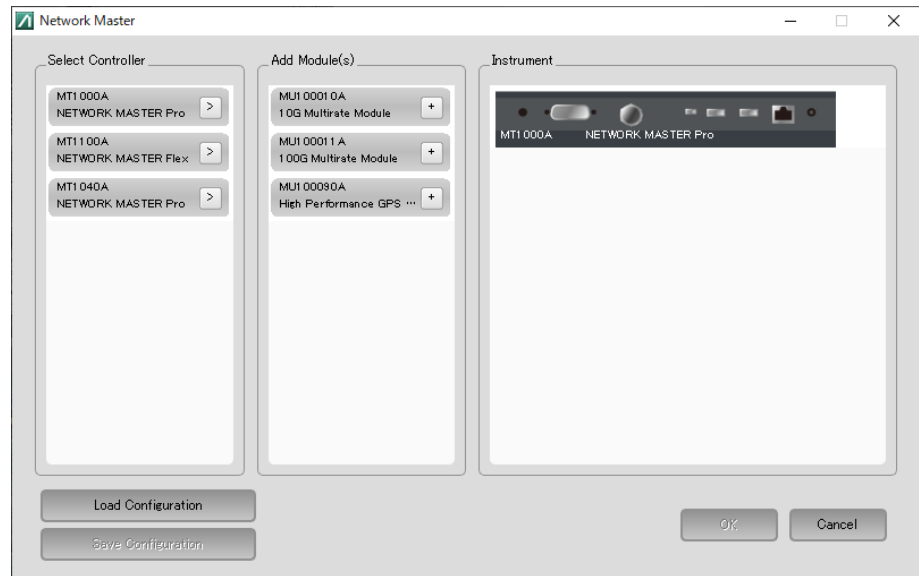 Network Master
Select Controller
MT1000A
NETWORK MASTER Pro
>
MT1100A
NETWORK MASTER Flex
>
MT1040A
NETWORK MASTER Pro
>
Add Module(s)
MU100010A
10G Multirate Module
+
MU100011A
100G Multirate Module
+
MU100090A
High Performance GPS ...
+
Instrument
MT1000A NETWORK MASTER Pro
Load Configuration
Save Configuration
OK
Cancel